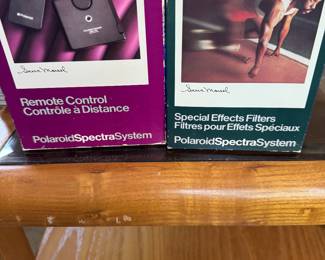 Remote Control
Contrôle à Distance
PolaroidSpectraSystem
Special Effects Filters
Filtres pour Effets Spéciaux
PolaroidSpectraSystem